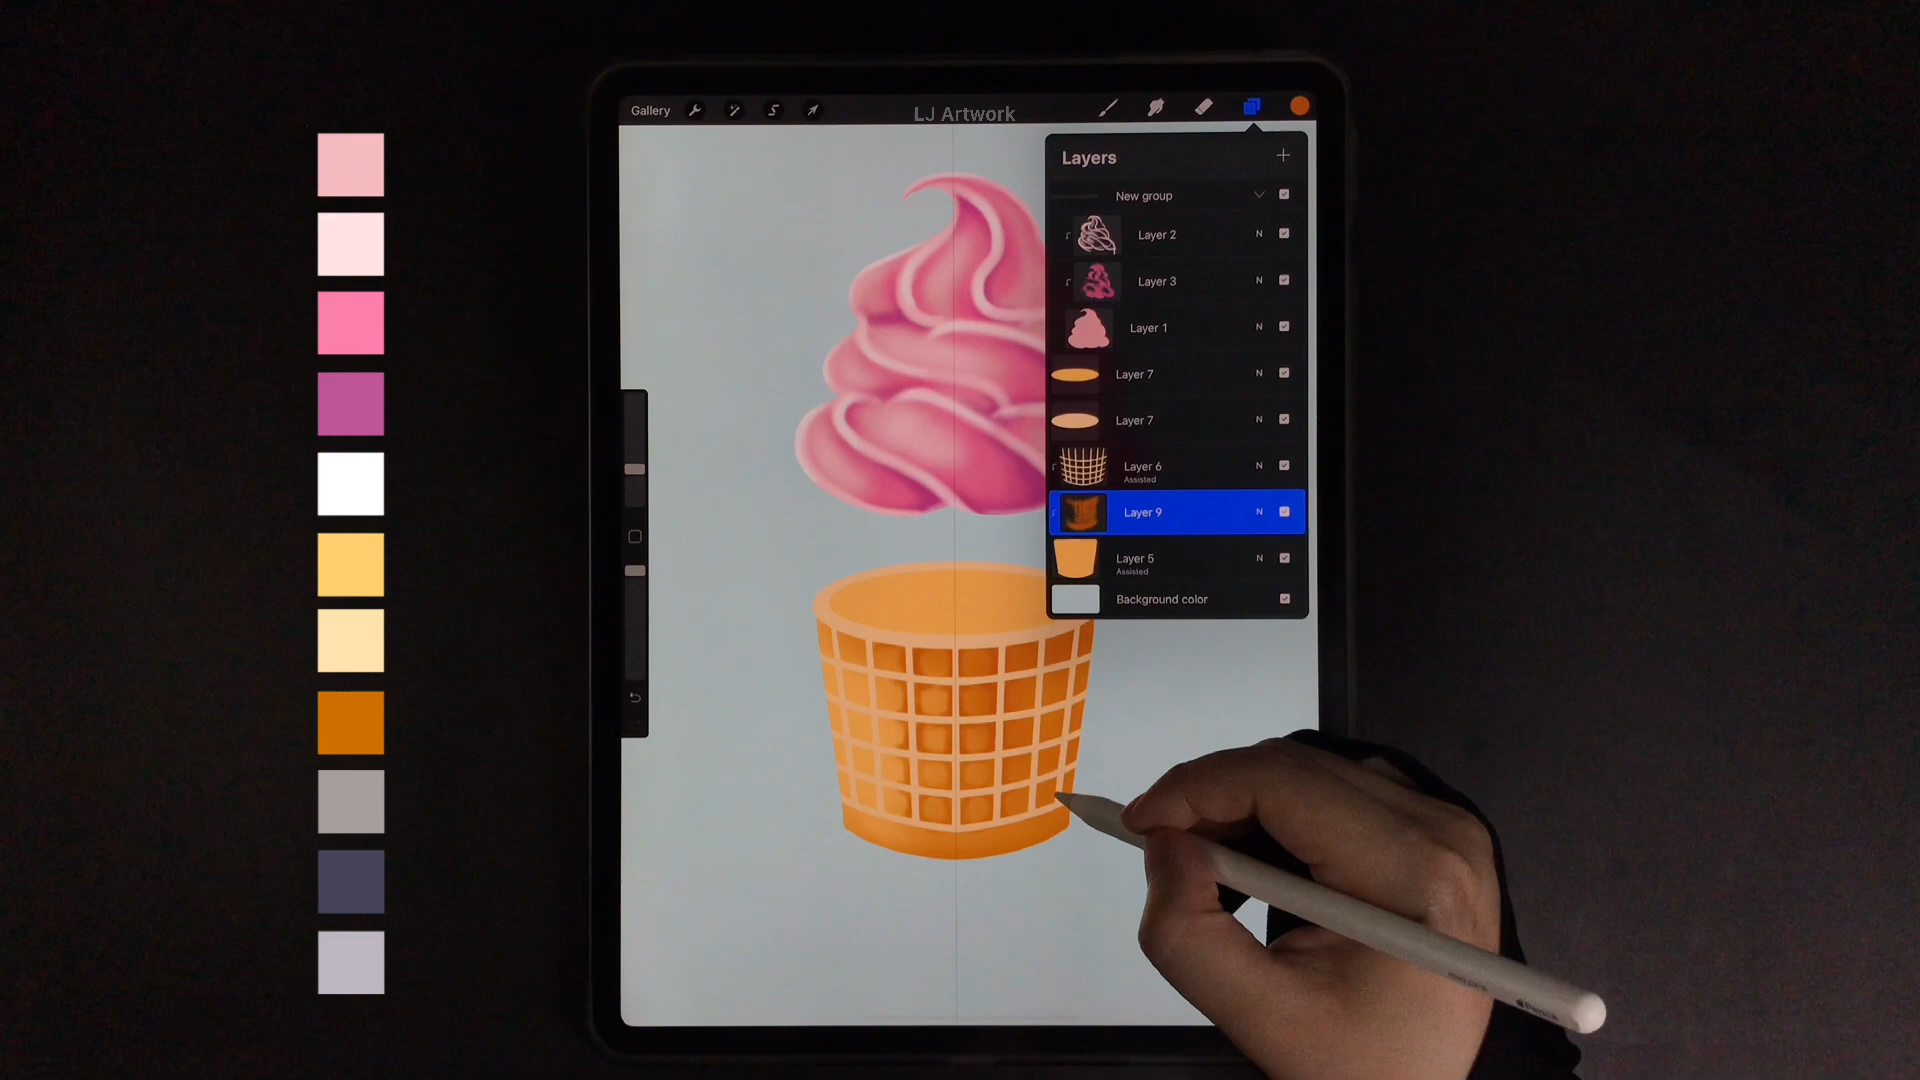 Gallery
LJ Artwork
Layers
New group
Layer 2
N
Layer 3
N
Layer 1
N
Layer 7
N
Layer 7
N
Layer 6
N
Assisted
Layer 9
N
Layer 5
N
Assisted
Background color
Pencil